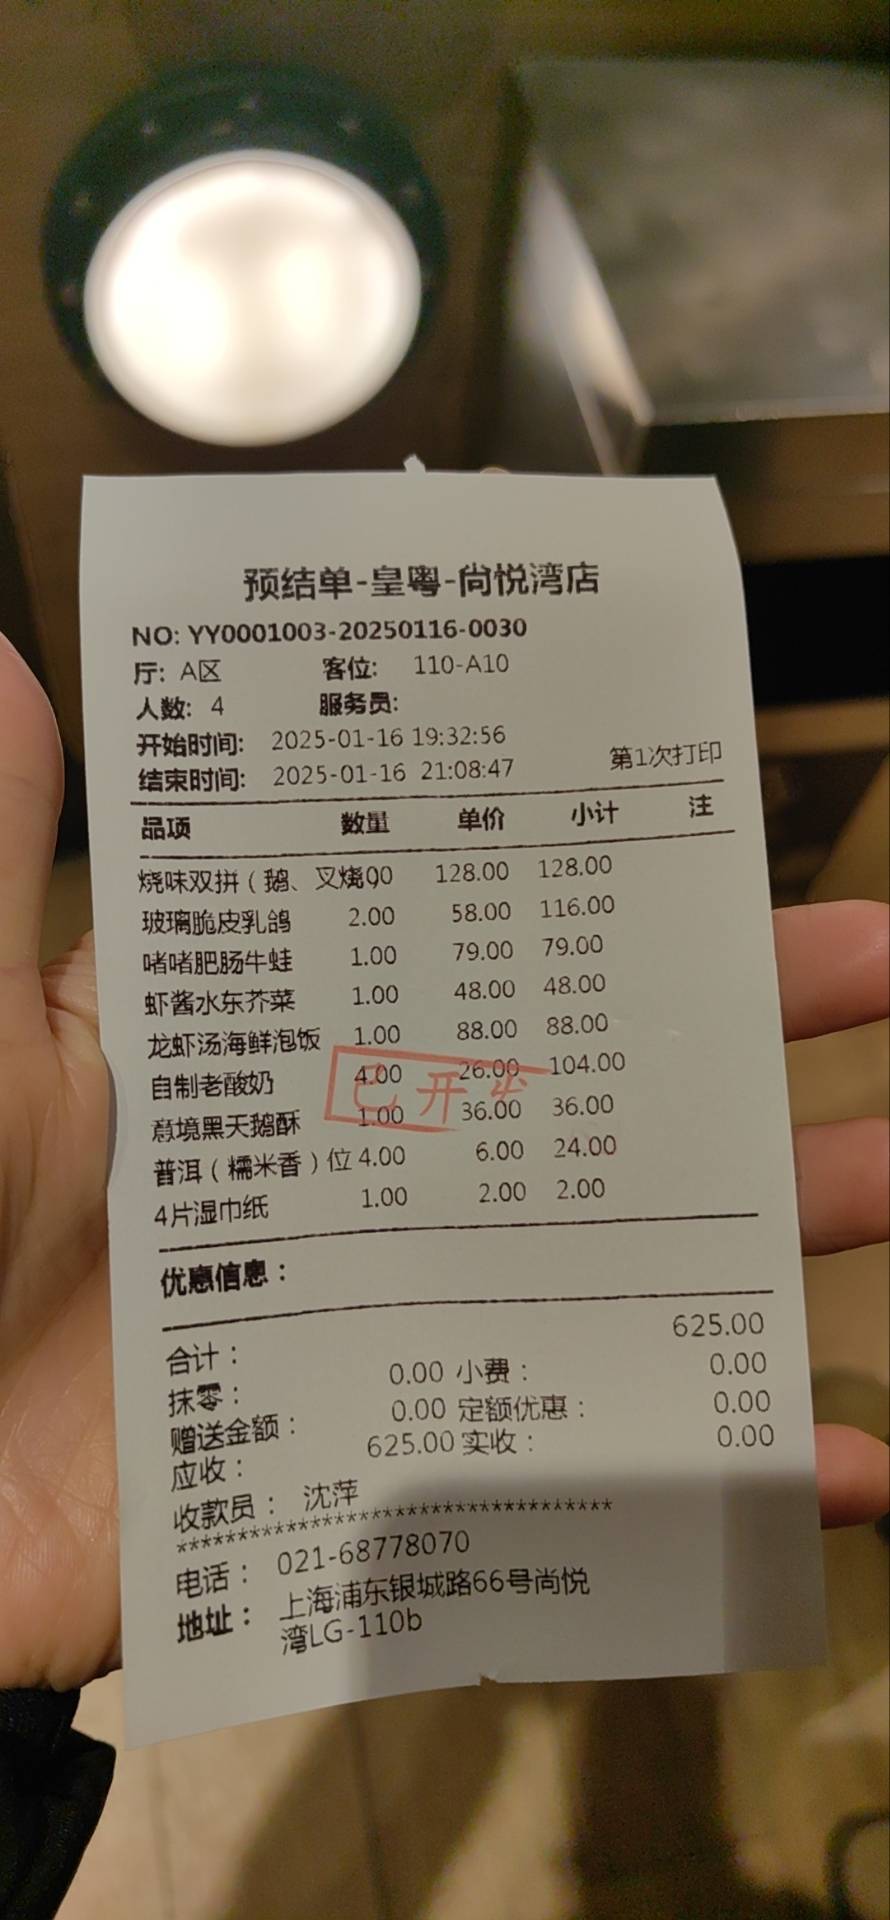 预结单-皇粤-尚悦湾店
NO: YY0001003-20250116-0030
厅: A区 客位: 110-A10
人数: 4 服务员:
开始时间: 2025-01-16 19:32:56
结束时间: 2025-01-16 21:08:47 第1次打印
品项 数量 单价 小计 注
烧味双拼（鹅、叉烧00 128.00 128.00
玻璃脆皮乳鸽 2.00 58.00 116.00
啫啫肥肠牛蛙 1.00 79.00 79.00
虾酱水东芥菜 1.00 48.00 48.00
龙虾汤海鲜泡饭 1.00 88.00 88.00
自制老酸奶 4.00 26.00 104.00
已开
意境黑天鹅酥 1.00 36.00 36.00
普洱（糯米香）位 4.00 6.00 24.00
4片湿巾纸 1.00 2.00 2.00
优惠信息：
合计： 625.00
抹零： 0.00 小费： 0.00
赠送金额： 0.00 定额优惠： 0.00
应收： 625.00 实收： 0.00
收款员： 沈萍
************************************
电话： 021-68778070
地址： 上海浦东银城路66号尚悦
湾LG-110b